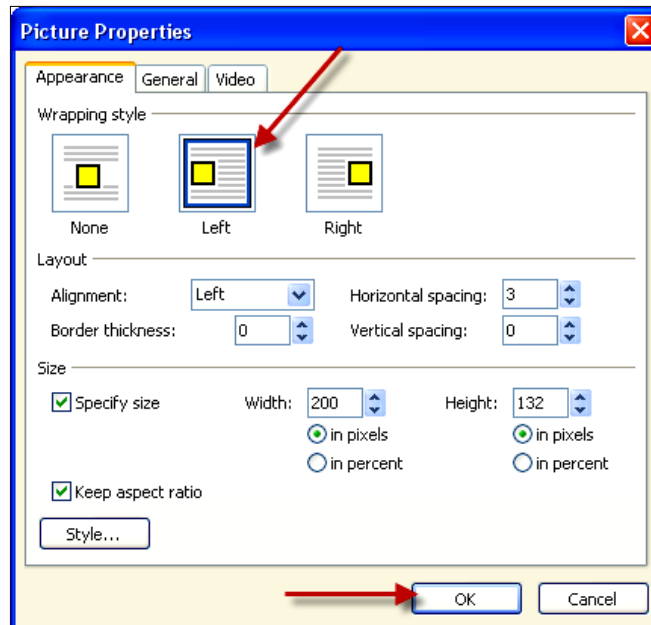 Picture Properties
Appearance General Video
Wrapping style
None Left Right
Layout
Alignment: Left Horizontal spacing: 3
Border thickness: 0 Vertical spacing: 0
Size
Specify size Width: 200 Height: 132
in pixels in pixels
in percent in percent
Keep aspect ratio
Style...
OK Cancel